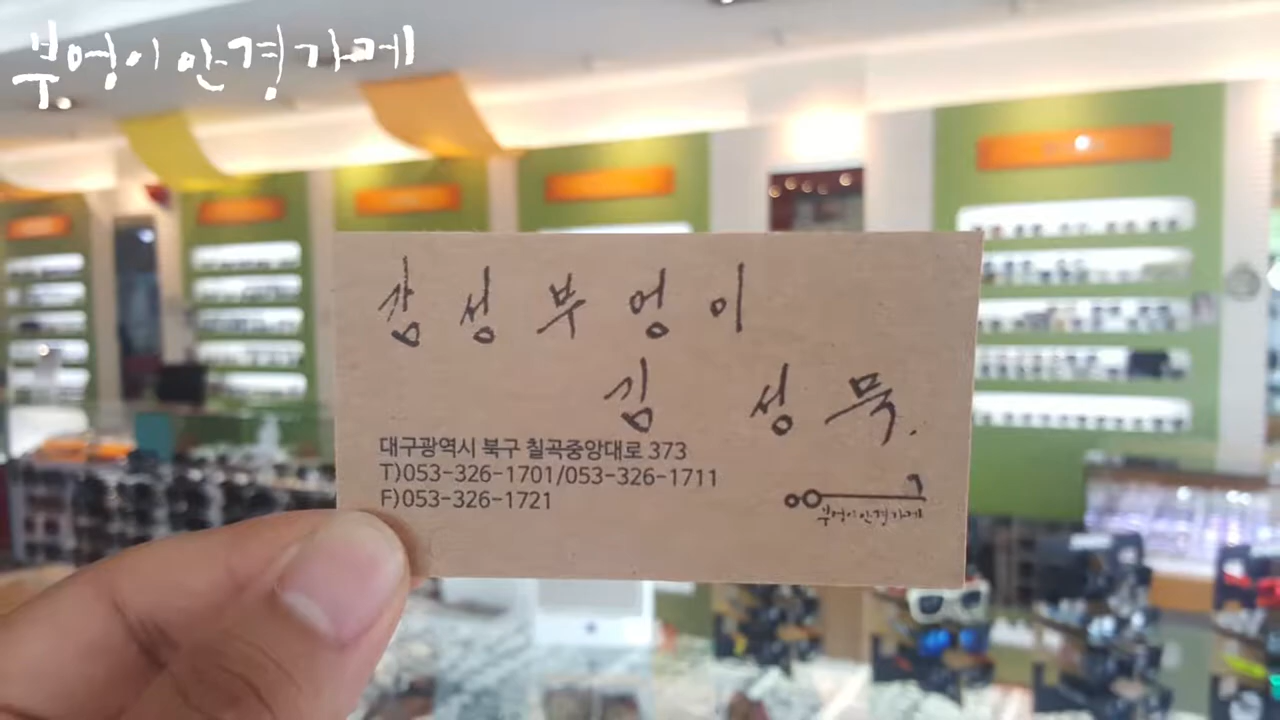 부엉이안경가게
감성부엉이
김 성묵.
대구광역시 북구 칠곡중앙대로 373
T)053-326-1701/053-326-1711
F)053-326-1721
부엉이안경가게